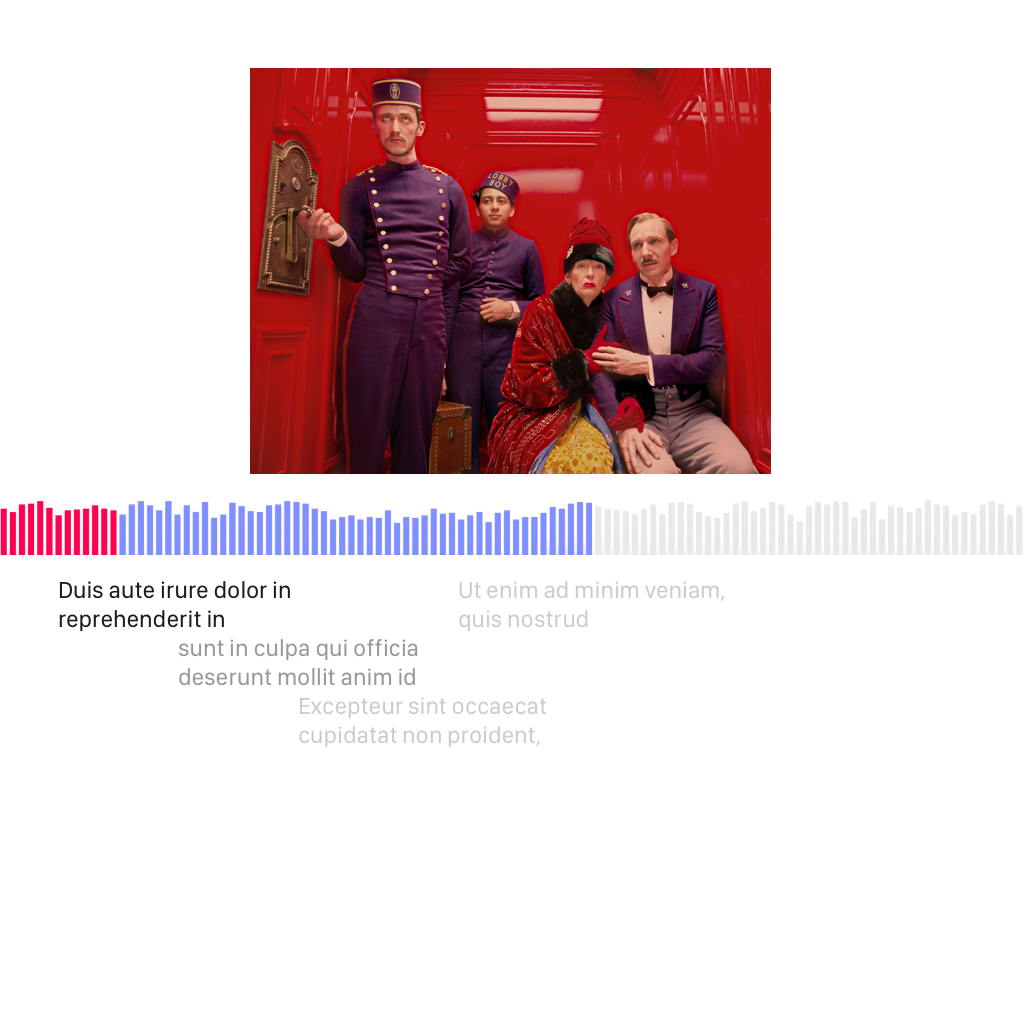 LOBBY
BOY
Duis aute irure dolor in
reprehenderit in
sunt in culpa qui officia
deserunt mollit anim id
Excepteur sint occaecat
cupidatat non proident,
Ut enim ad minim veniam,
quis nostrud